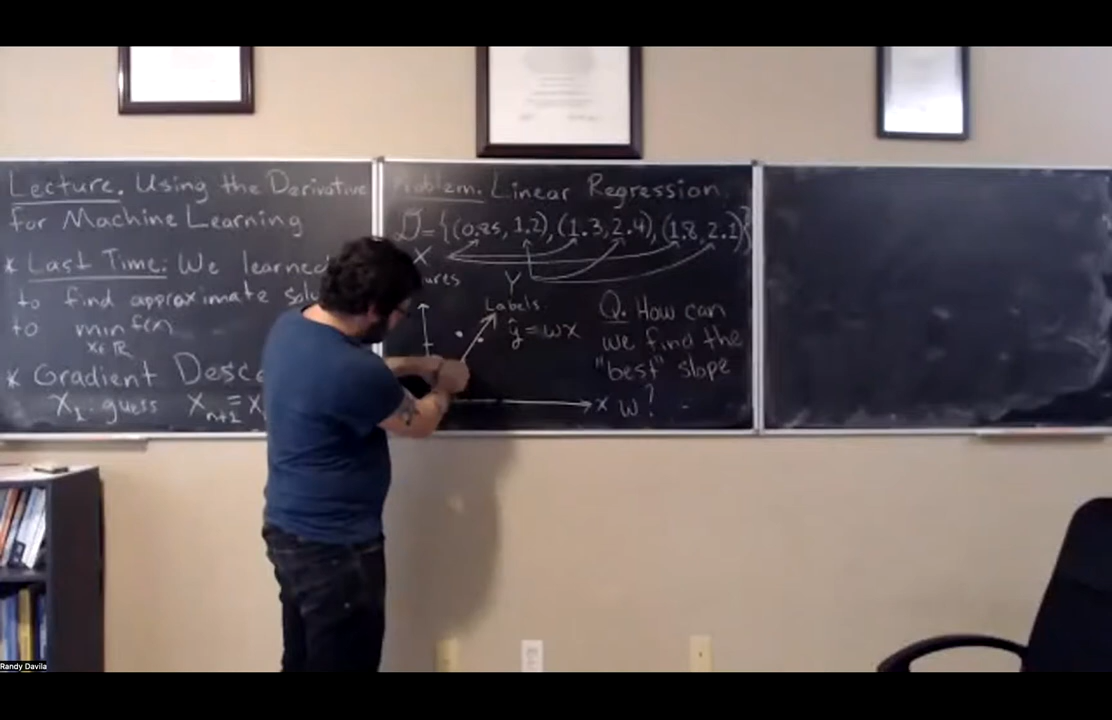 Lecture. Using the Derivative
for Machine Learning
* Last Time: We learned
to find approximate
to min f(x)
x∈ℝ
* Gradient
x₁: guess xₙ₊₁ = x
Problem. Linear Regression.
D = {(0.85, 1.2), (1.3, 2.4), (1.8, 2.1)}
X
Y
Labels.
ŷ = wx
x
Q. How can
we find the
"best" slope
w?
Randy Davila